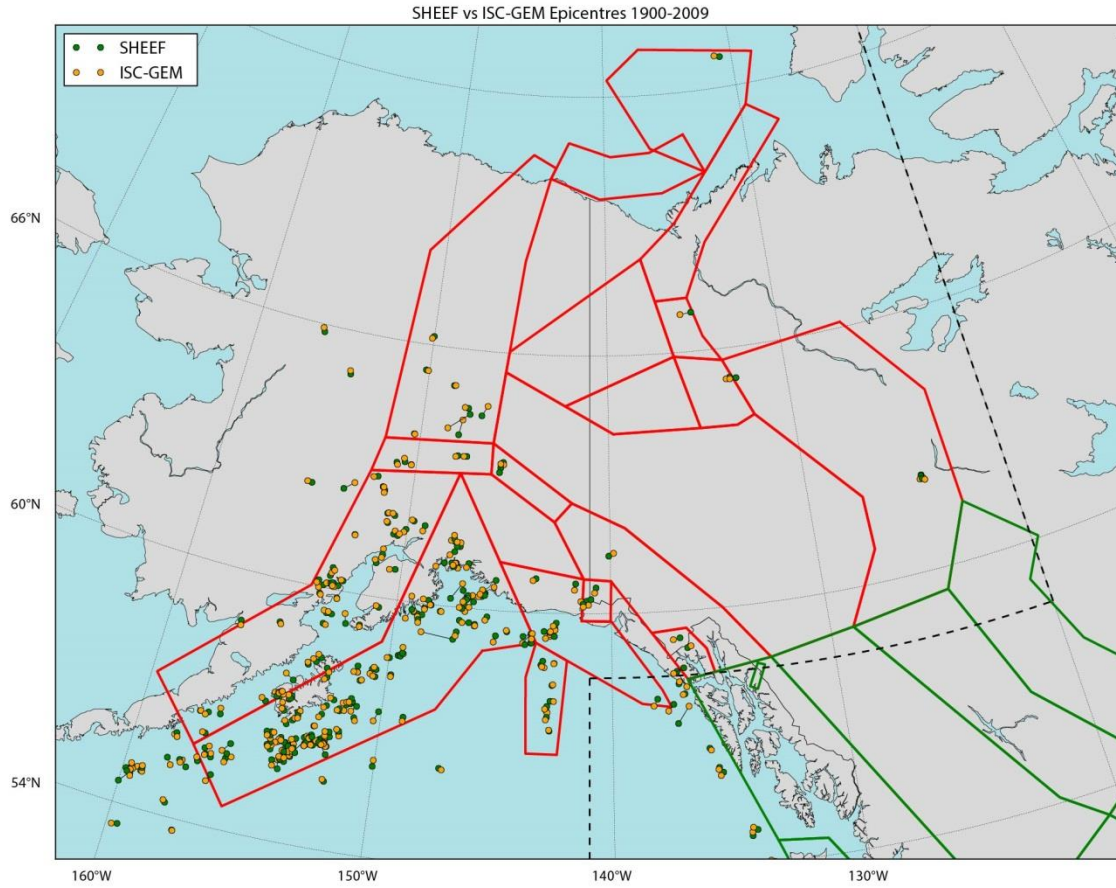 SHEEF vs ISC-GEM Epicentres 1900-2009
SHEEF
ISC-GEM
66°N
60°N
54°N
160°W
150°W
140°W
130°W